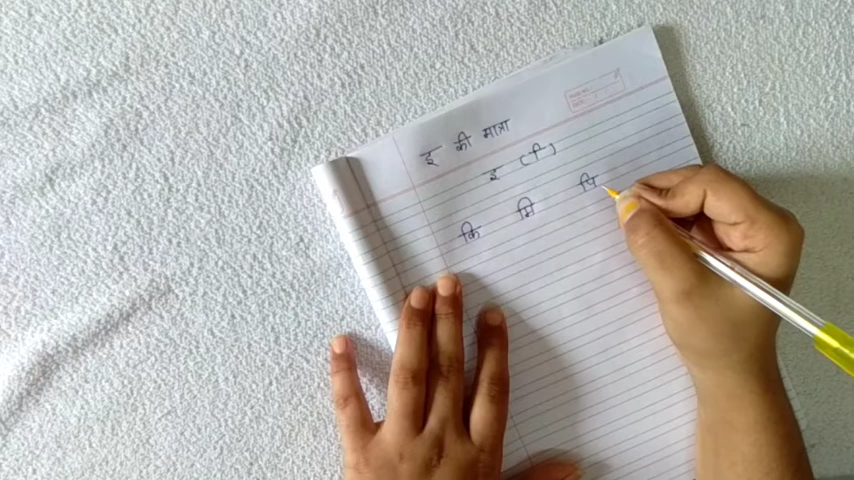 इ की मात्रा
इ ( ि )
कि मि पि